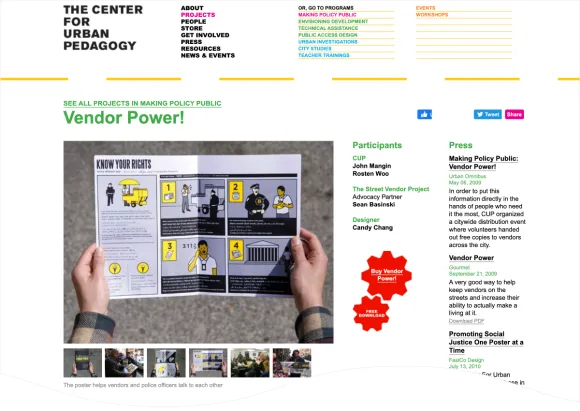 THE CENTER
FOR
URBAN
PEDAGOGY
ABOUT
PROJECTS
PEOPLE
STORE
GET INVOLVED
PRESS
RESOURCES
NEWS & EVENTS
OR, GO TO PROGRAMS
MAKING POLICY PUBLIC
ENVISIONING DEVELOPMENT
TECHNICAL ASSISTANCE
PUBLIC ACCESS DESIGN
URBAN INVESTIGATIONS
CITY STUDIES
TEACHER TRAININGS
EVENTS
WORKSHOPS
SEE ALL PROJECTS IN MAKING POLICY PUBLIC
Vendor Power!
Tweet
Share
KNOW YOUR RIGHTS
1
2
3
4
311
The poster helps vendors and police officers talk to each other
Participants
CUP
John Mangin
Rosten Woo
The Street Vendor Project
Advocacy Partner
Sean Basinski
Designer
Candy Chang
Buy Vendor
Power!
FREE
DOWNLOAD
Press
Making Policy Public:
Vendor Power!
Urban Omnibus
May 06, 2009
In order to put this
information directly in the
hands of people who need
it the most, CUP organized
a citywide distribution event
where volunteers handed
out free copies to vendors
across the city.
Vendor Power
Gourmet
September 21, 2009
A very good way to help
keep vendors on the
streets and increase their
ability to actually make a
living at it.
Download PDF
Promoting Social
Justice One Poster at a
Time
FastCo Design
July 13, 2010
For Urban